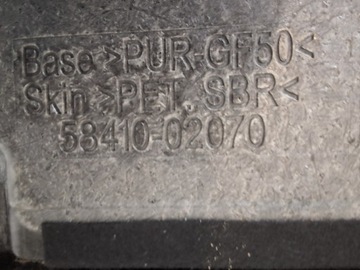 Base >PUR-GF50<
Skin >PET, SBR<
58410-02070